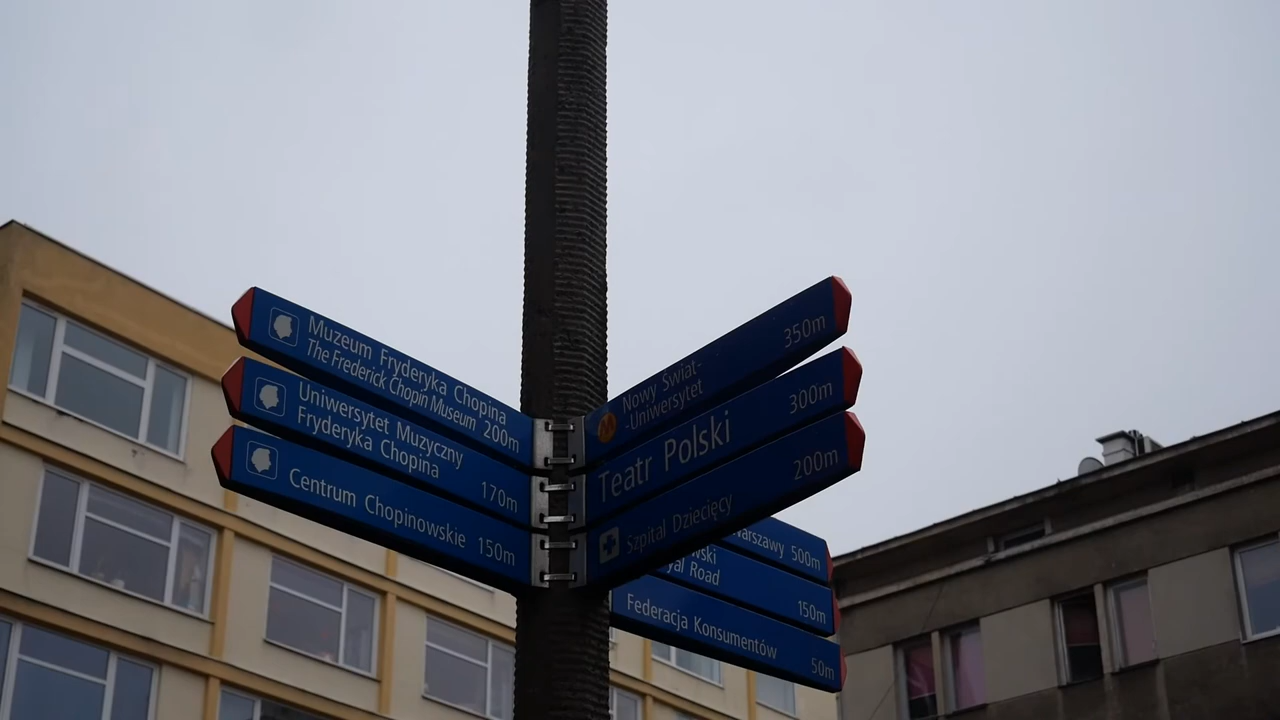 Muzeum Fryderyka Chopina
The Frederick Chopin Museum 200m
Uniwersytet Muzyczny
Fryderyka Chopina
170m
Centrum Chopinowskie 150m
350m
M Nowy Świat-
-Uniwersytet
Teatr Polski 300m
Szpital Dziecięcy 200m
Warszawy 500m
150m
Federacja Konsumentów
50m